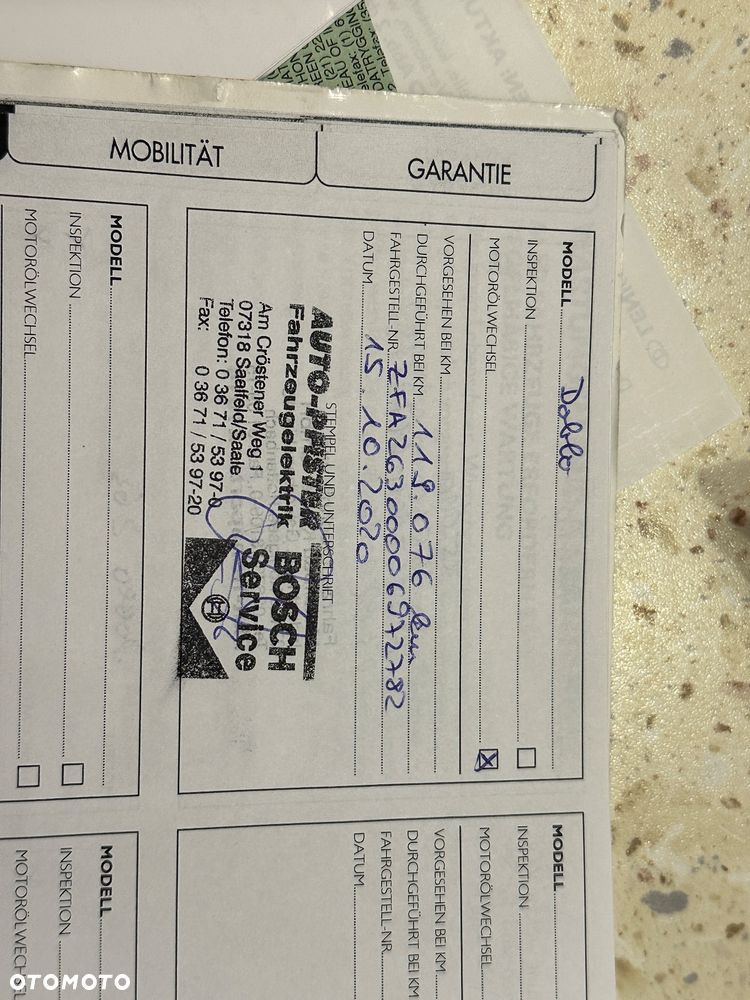 MOBILITÄT
GARANTIE
MODELL Doblo
INSPEKTION
MOTORÖLWECHSEL
VORGESEHEN BEI KM
DURCHGEFÜHRT BEI KM 119.076 km
FAHRGESTELL-NR. ZFA26300006972782
DATUM 15.10.2020
STEMPEL UND UNTERSCHRIFT
AUTO-PFISTER
Fahrzeugelektrik
BOSCH
Service
Am Cröstener Weg 1
07318 Saalfeld/Saale
Telefon: 0 36 71 / 53 97-0
Fax: 0 36 71 / 53 97-20
MODELL
INSPEKTION
MOTORÖLWECHSEL
MODELL
INSPEKTION
MOTORÖLWECHSEL
VORGESEHEN BEI KM
DURCHGEFÜHRT BEI KM
FAHRGESTELL-NR.
DATUM
MODELL
INSPEKTION
MOTORÖLWECHSEL
OTOMOTO